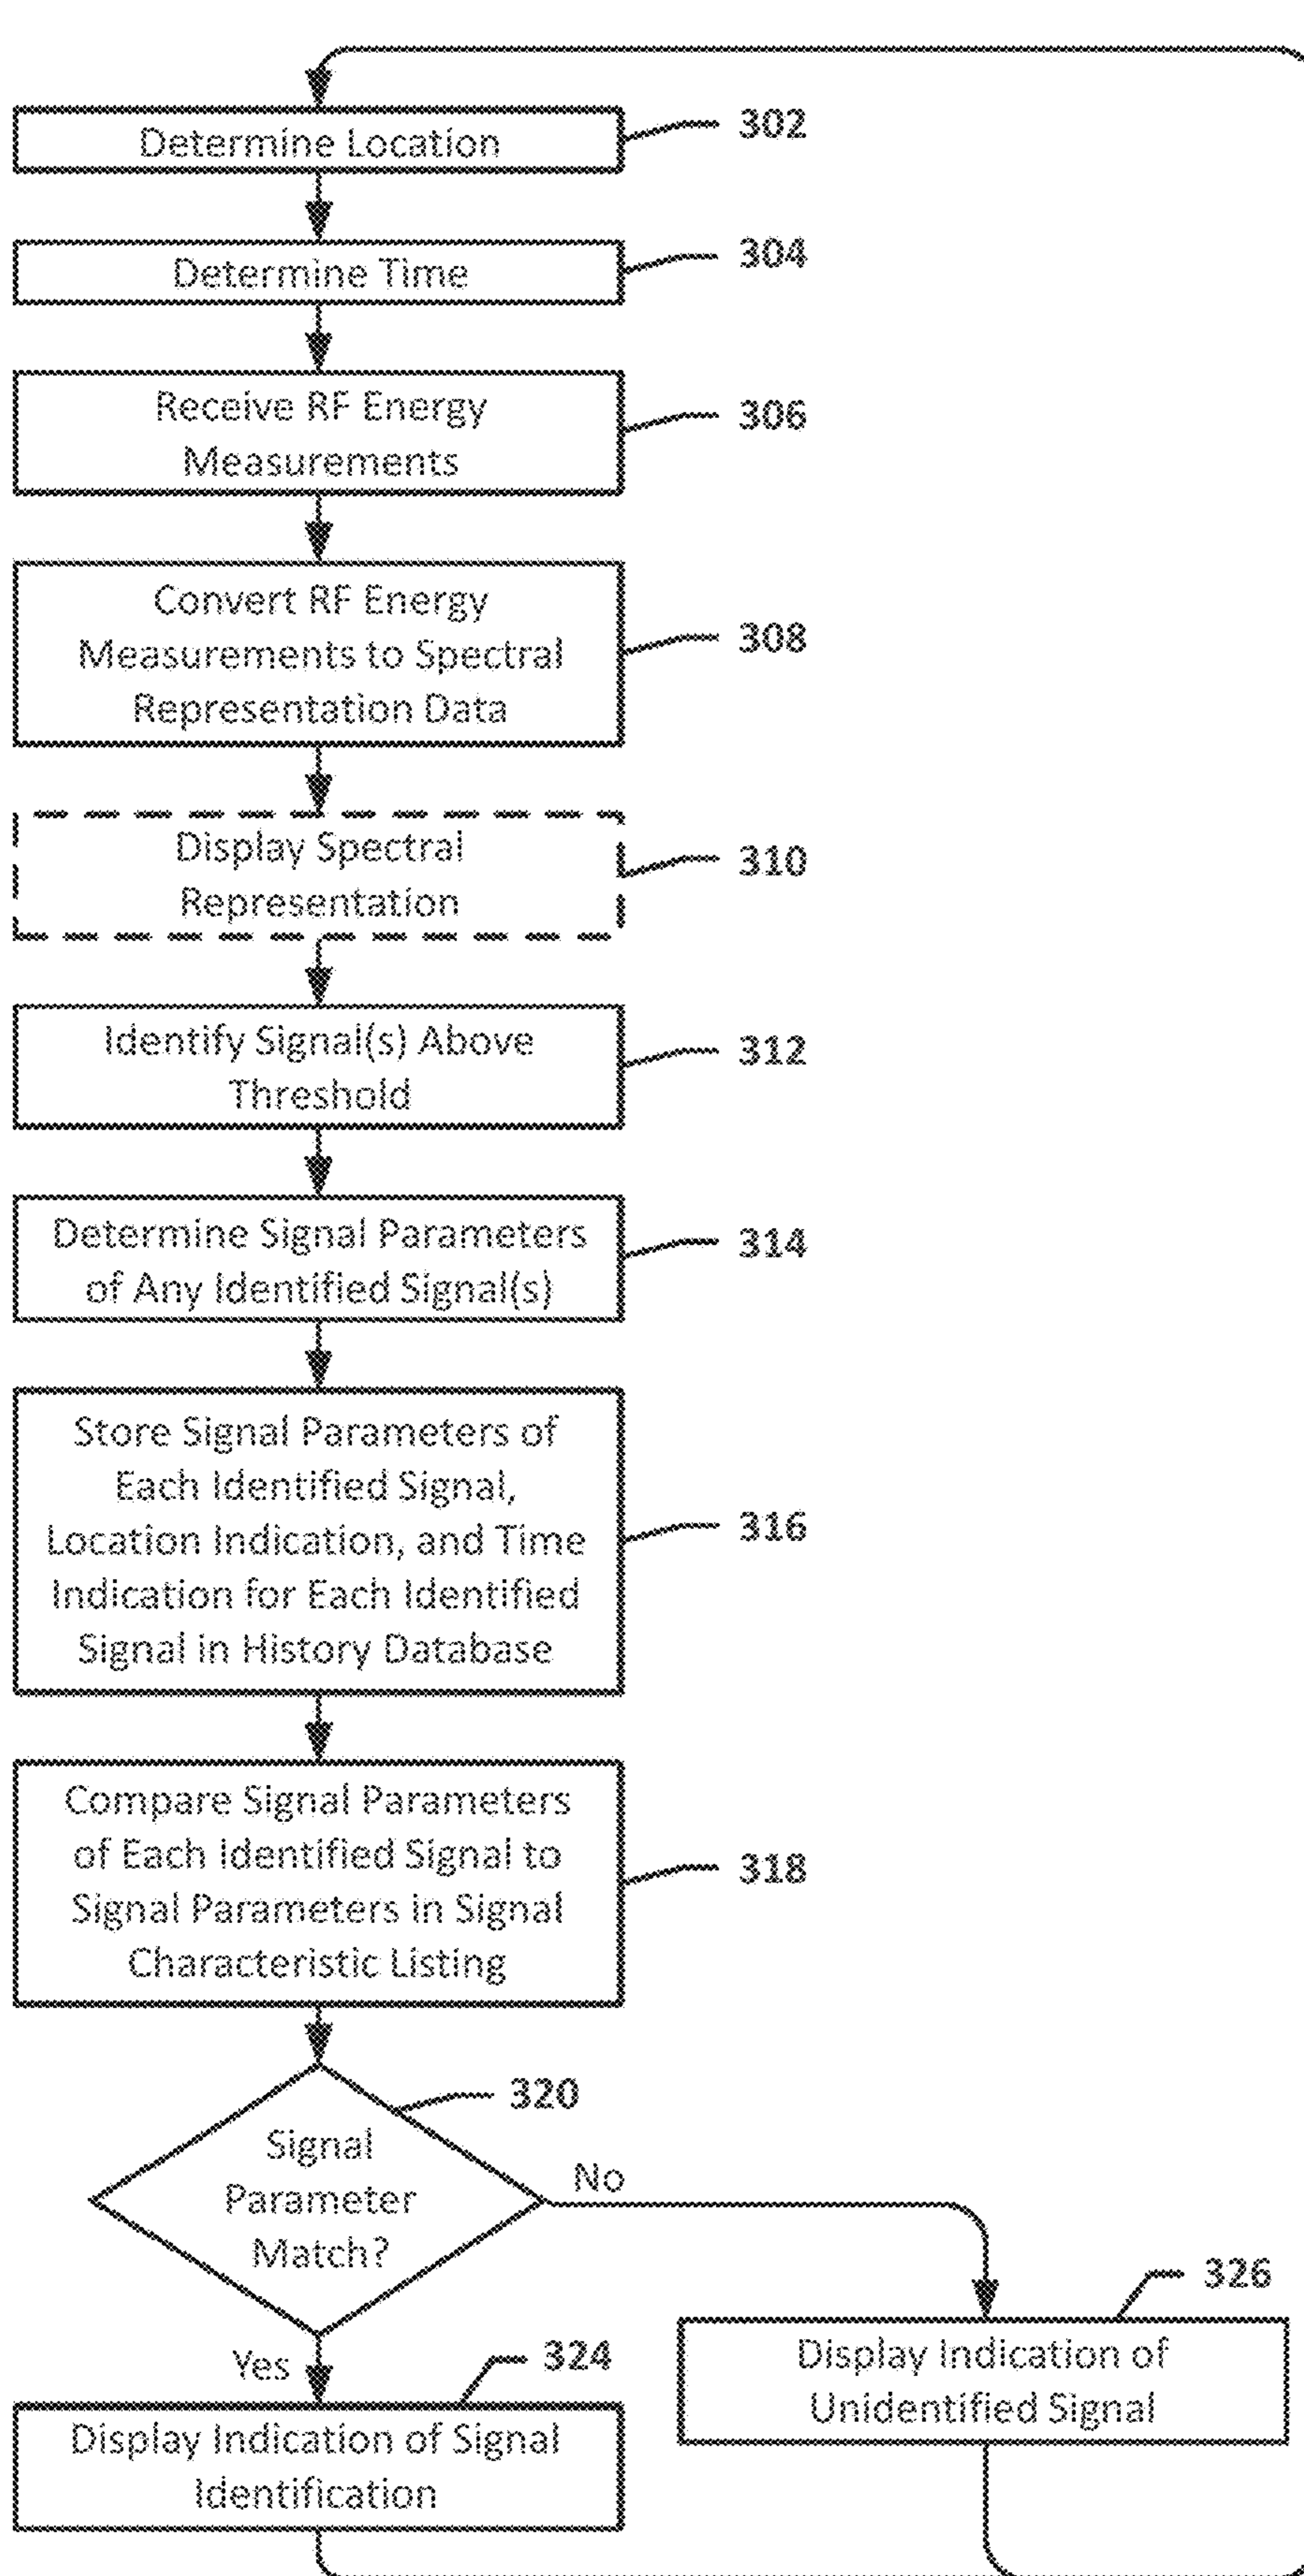 Determine Location
302
Determine Time
304
Receive RF Energy
Measurements
306
Convert RF Energy
Measurements to Spectral
Representation Data
308
Display Spectral
Representation
310
Identify Signal(s) Above
Threshold
312
Determine Signal Parameters
of Any Identified Signal(s)
314
Store Signal Parameters of
Each Identified Signal,
Location Indication, and Time
Indication for Each Identified
Signal in History Database
316
Compare Signal Parameters
of Each Identified Signal to
Signal Parameters in Signal
Characteristic Listing
318
320
Signal
Parameter
Match?
No
Yes
324
Display Indication of Signal
Identification
326
Display Indication of
Unidentified Signal